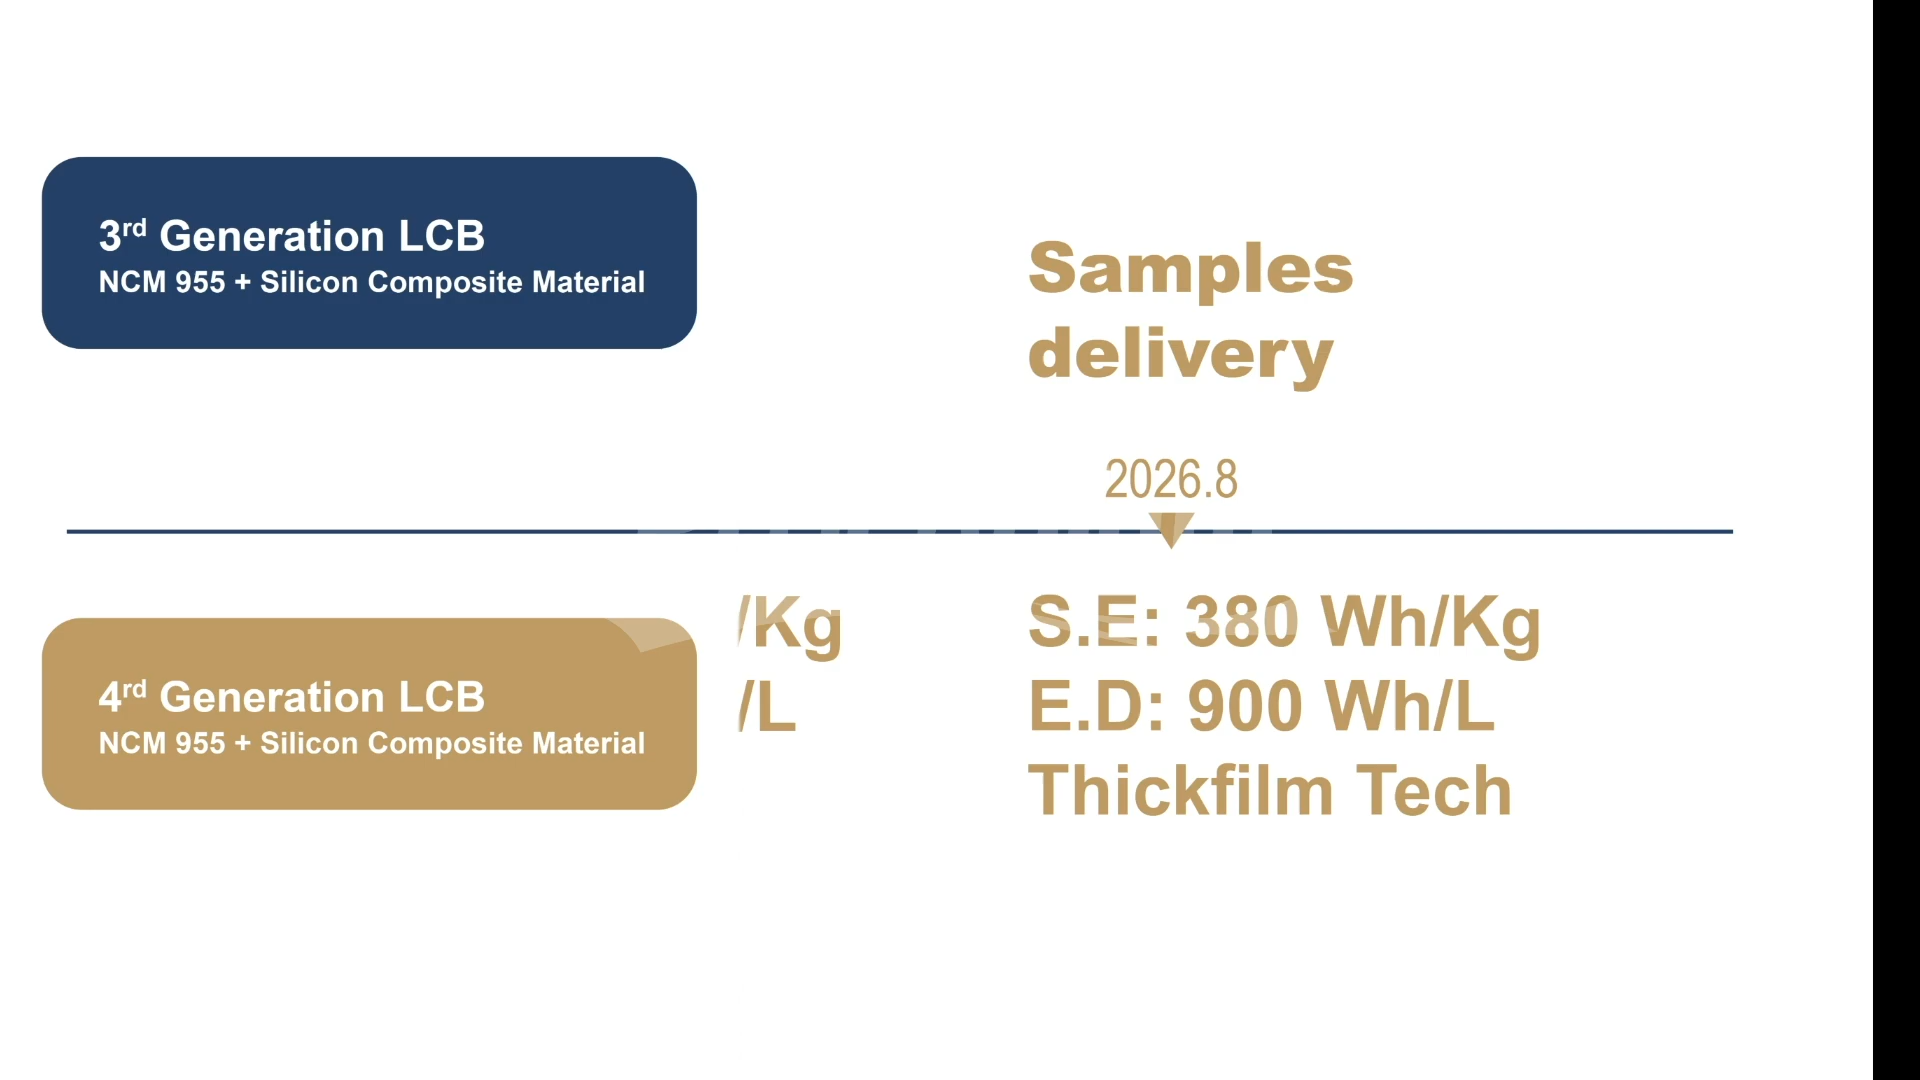 3rd Generation LCB
NCM 955 + Silicon Composite Material
Samples
delivery
2026.8
4rd Generation LCB
NCM 955 + Silicon Composite Material
/Kg
/L
S.E: 380 Wh/Kg
E.D: 900 Wh/L
Thickfilm Tech